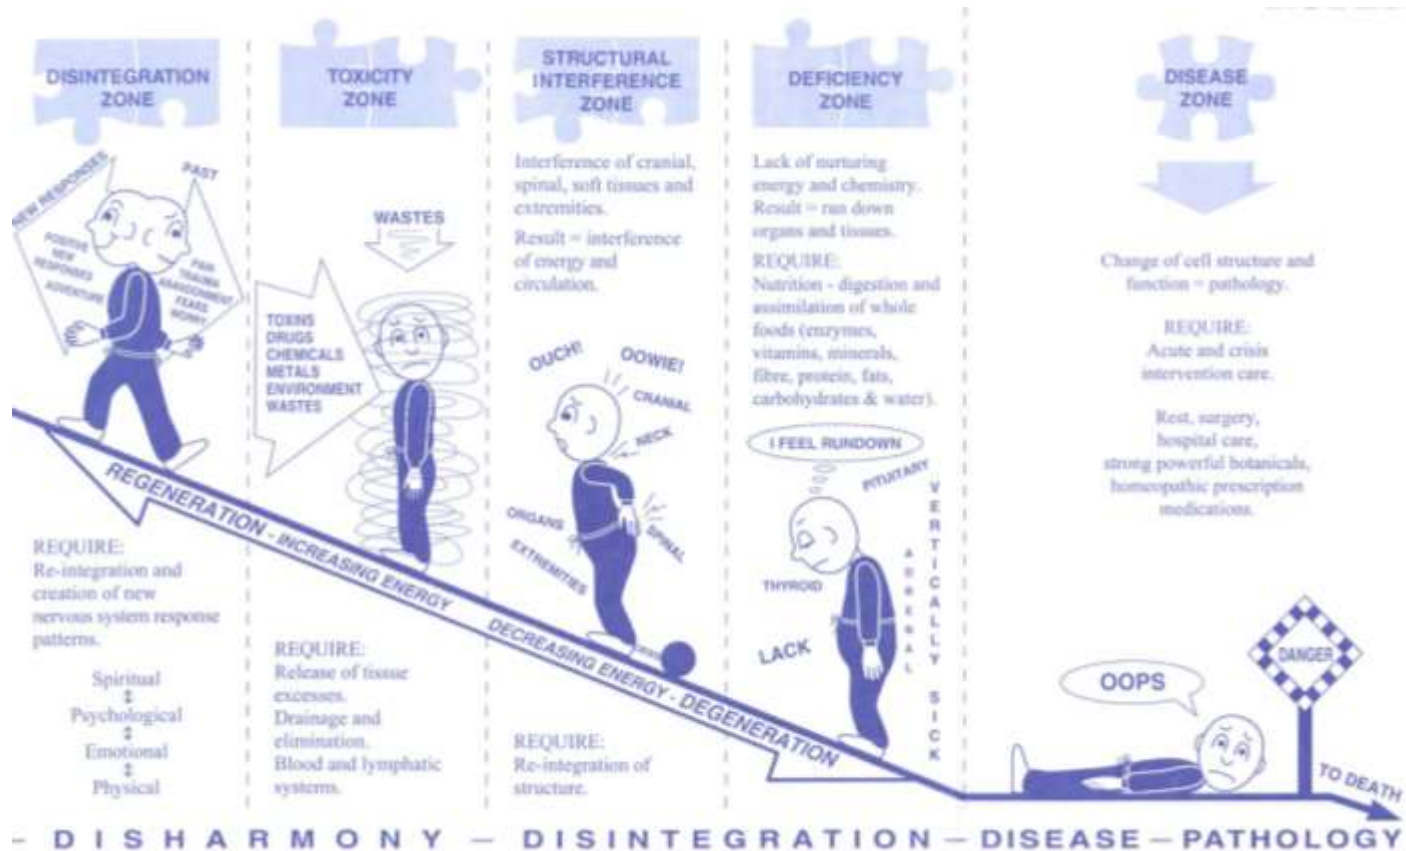 DISINTEGRATION
ZONE
NEW RESPONSES
PAST
POSITIVE
NEW
RESPONSES
ADVENTURE
PAIN
TRAUMA
ABANDONMENT
FEARS
WORRY
REQUIRE:
Re-integration and
creation of new
nervous system response
patterns.
Spiritual
↕
Psychological
↕
Emotional
↕
Physical
TOXICITY
ZONE
WASTES
TOXINS
DRUGS
CHEMICALS
METALS
ENVIRONMENT
WASTES
REQUIRE:
Release of tissue
excesses.
Drainage and
elimination.
Blood and lymphatic
systems.
STRUCTURAL
INTERFERENCE
ZONE
Interference of cranial,
spinal, soft tissues and
extremities.
Result = interference
of energy and
circulation.
OUCH!
OOWIE!
CRANIAL
NECK
ORGANS
SPINAL
EXTREMITIES
REQUIRE:
Re-integration of
structure.
DEFICIENCY
ZONE
Lack of nurturing
energy and chemistry.
Result = run down
organs and tissues.
REQUIRE:
Nutrition - digestion and
assimilation of whole
foods (enzymes,
vitamins, minerals,
fibre, protein, fats,
carbohydrates & water).
I FEEL RUNDOWN
PITUITARY
THYROID
ADRENAL
LACK
VERTICALLY SICK
DISEASE
ZONE
Change of cell structure and
function = pathology.
REQUIRE:
Acute and crisis
intervention care.
Rest, surgery,
hospital care,
strong powerful botanicals,
homeopathic prescription
medications.
OOPS
DANGER
TO DEATH
REGENERATION - INCREASING ENERGY
DECREASING ENERGY - DEGENERATION
– DISHARMONY – DISINTEGRATION – DISEASE – PATHOLOGY